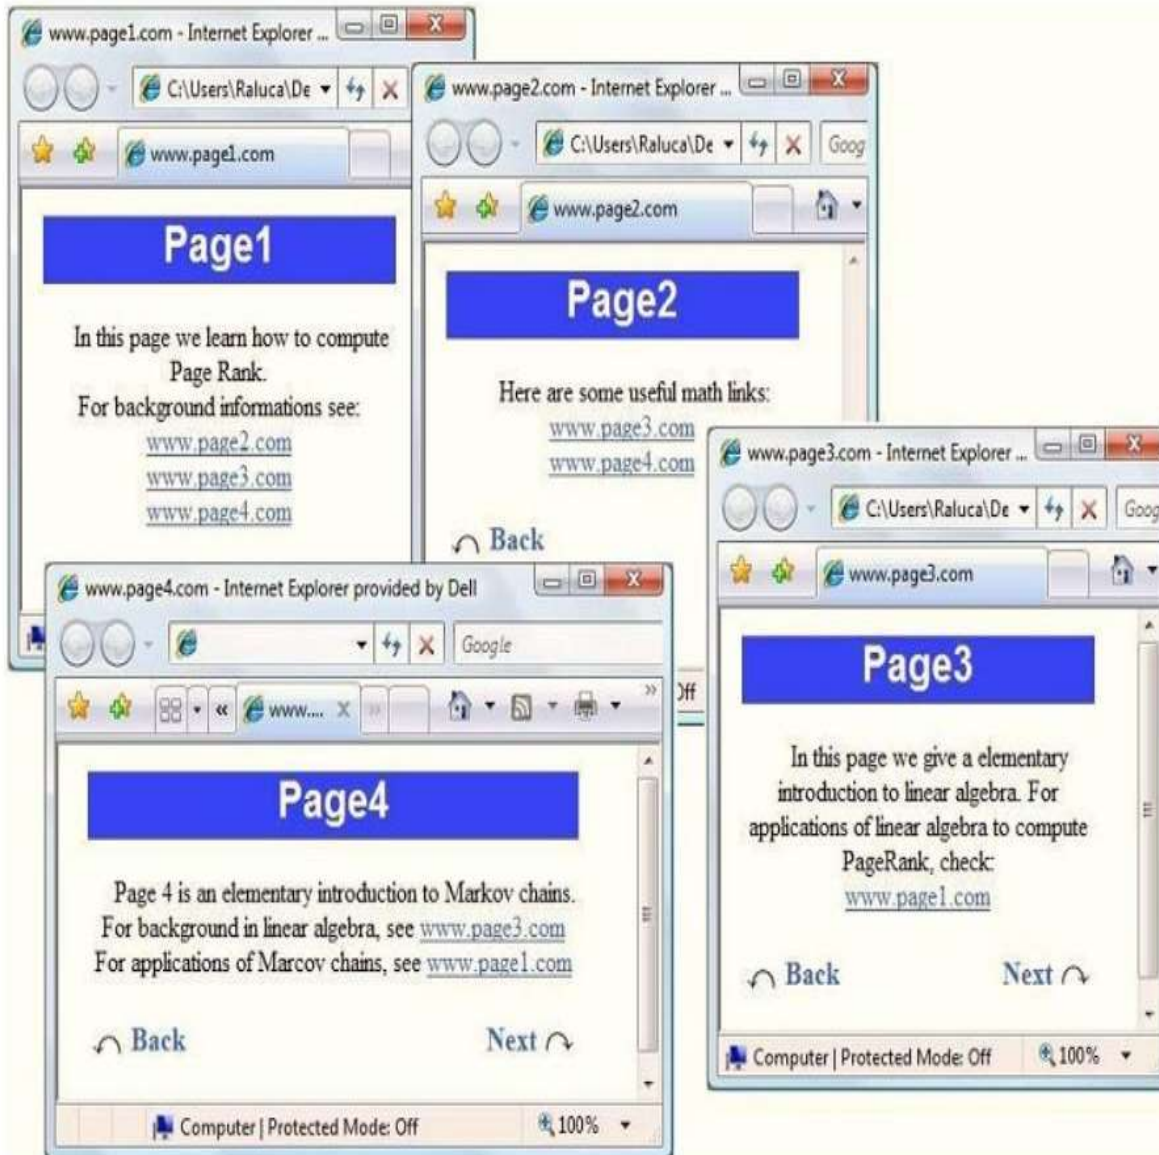 www.page1.com - Internet Explorer ...
C:\Users\Raluca\De
www.page1.com
Page1
In this page we learn how to compute
Page Rank.
For background informations see:
www.page2.com
www.page3.com
www.page4.com
www.page2.com - Internet Explorer ...
C:\Users\Raluca\De
Goog
www.page2.com
Page2
Here are some useful math links:
www.page3.com
www.page4.com
Back
Off
www.page3.com - Internet Explorer ...
C:\Users\Raluca\De
Goog
www.page3.com
Page3
In this page we give a elementary
introduction to linear algebra. For
applications of linear algebra to compute
PageRank, check:
www.page1.com
Back Next
Computer | Protected Mode: Off 100%
www.page4.com - Internet Explorer provided by Dell
Google
« www.... X »
Page4
Page 4 is an elementary introduction to Markov chains.
For background in linear algebra, see www.page3.com
For applications of Marcov chains, see www.page1.com
Back Next
Computer | Protected Mode: Off 100%